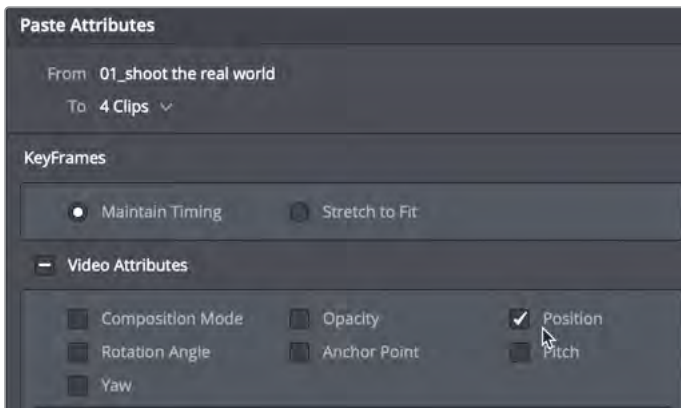 Paste Attributes
From 01_shoot the real world
To 4 Clips
KeyFrames
Maintain Timing Stretch to Fit
Video Attributes
Composition Mode Opacity Position
Rotation Angle Anchor Point Pitch
Yaw